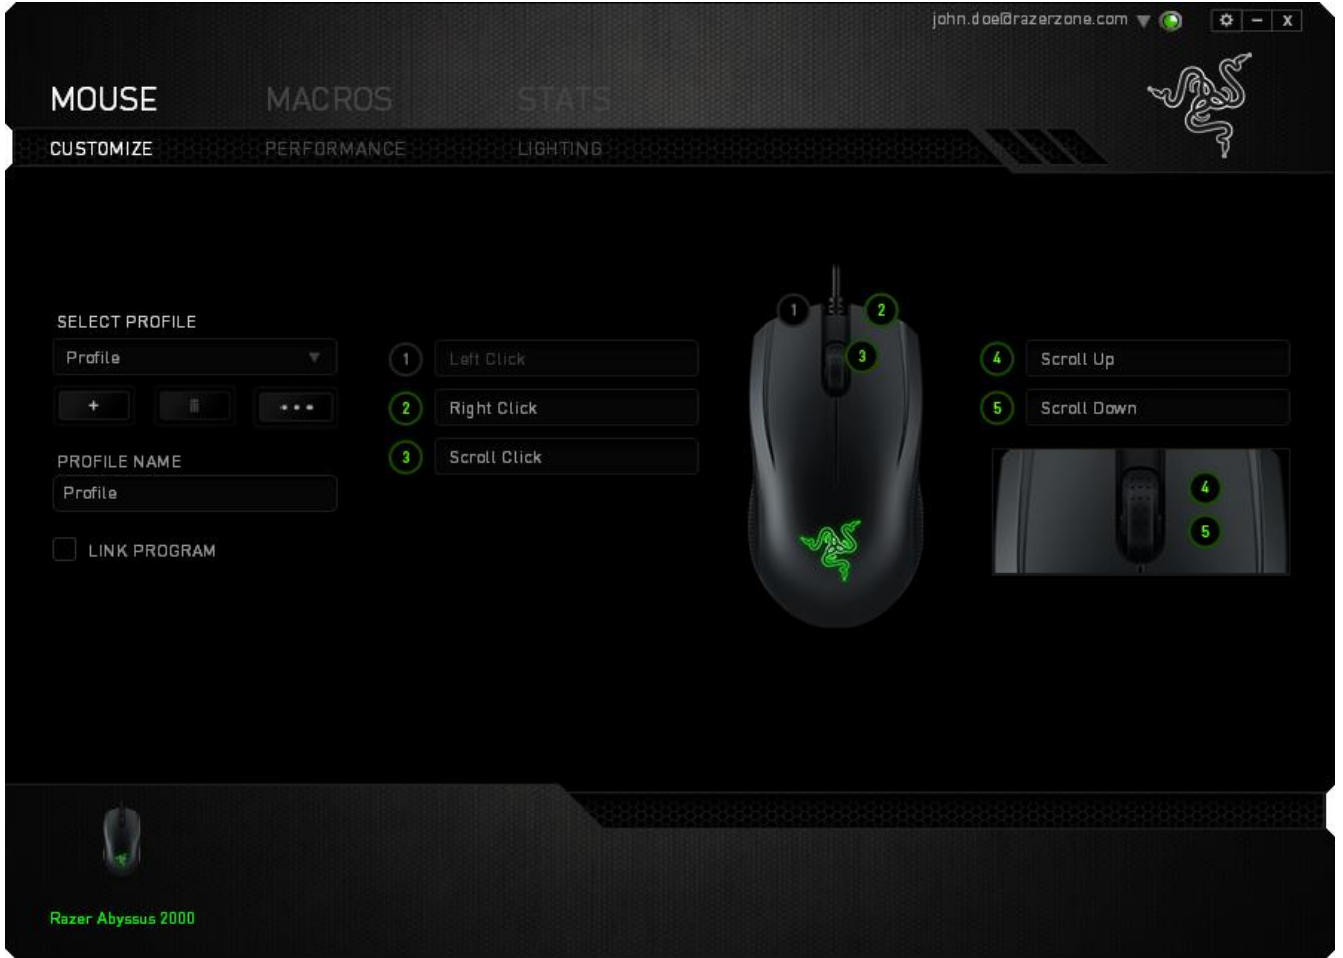 john.doe@razerzone.com
MOUSE MACROS STATS
CUSTOMIZE PERFORMANCE LIGHTING
SELECT PROFILE
Profile
PROFILE NAME
Profile
LINK PROGRAM
1 Left Click
2 Right Click
3 Scroll Click
1 2
3
4 Scroll Up
5 Scroll Down
4
5
Razer Abyssus 2000